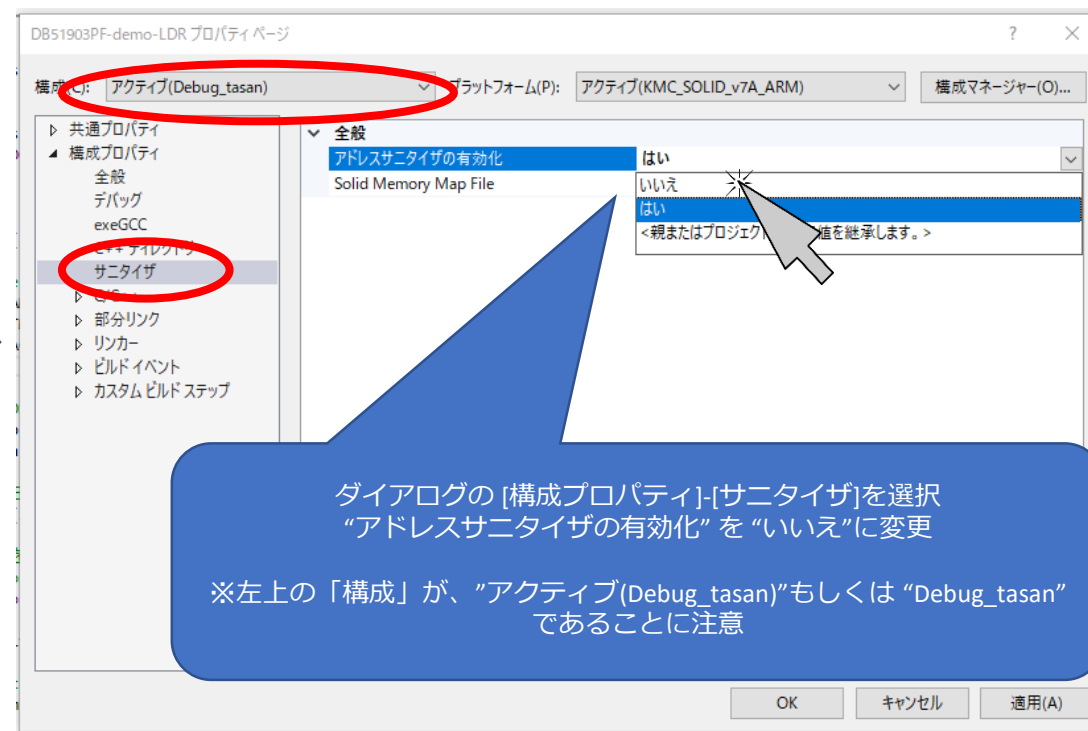 DB51903PF-demo-LDR プロパティ ページ
?
構成(C): アクティブ(Debug_tasan) プラットフォーム(P): アクティブ(KMC_SOLID_v7A_ARM) 構成マネージャー(O)...
共通プロパティ
構成プロパティ
全般
デバッグ
exeGCC
サニタイザ
部分リンク
リンカー
ビルド イベント
カスタム ビルド ステップ
全般
アドレスサニタイザの有効化 はい
Solid Memory Map File いいえ
はい
<親またはプロジェクト 値を継承します。>
ダイアログの [構成プロパティ]-[サニタイザ]を選択
“アドレスサニタイザの有効化” を “いいえ”に変更
※左上の「構成」が、”アクティブ(Debug_tasan)”もしくは “Debug_tasan”
であることに注意
OK キャンセル 適用(A)